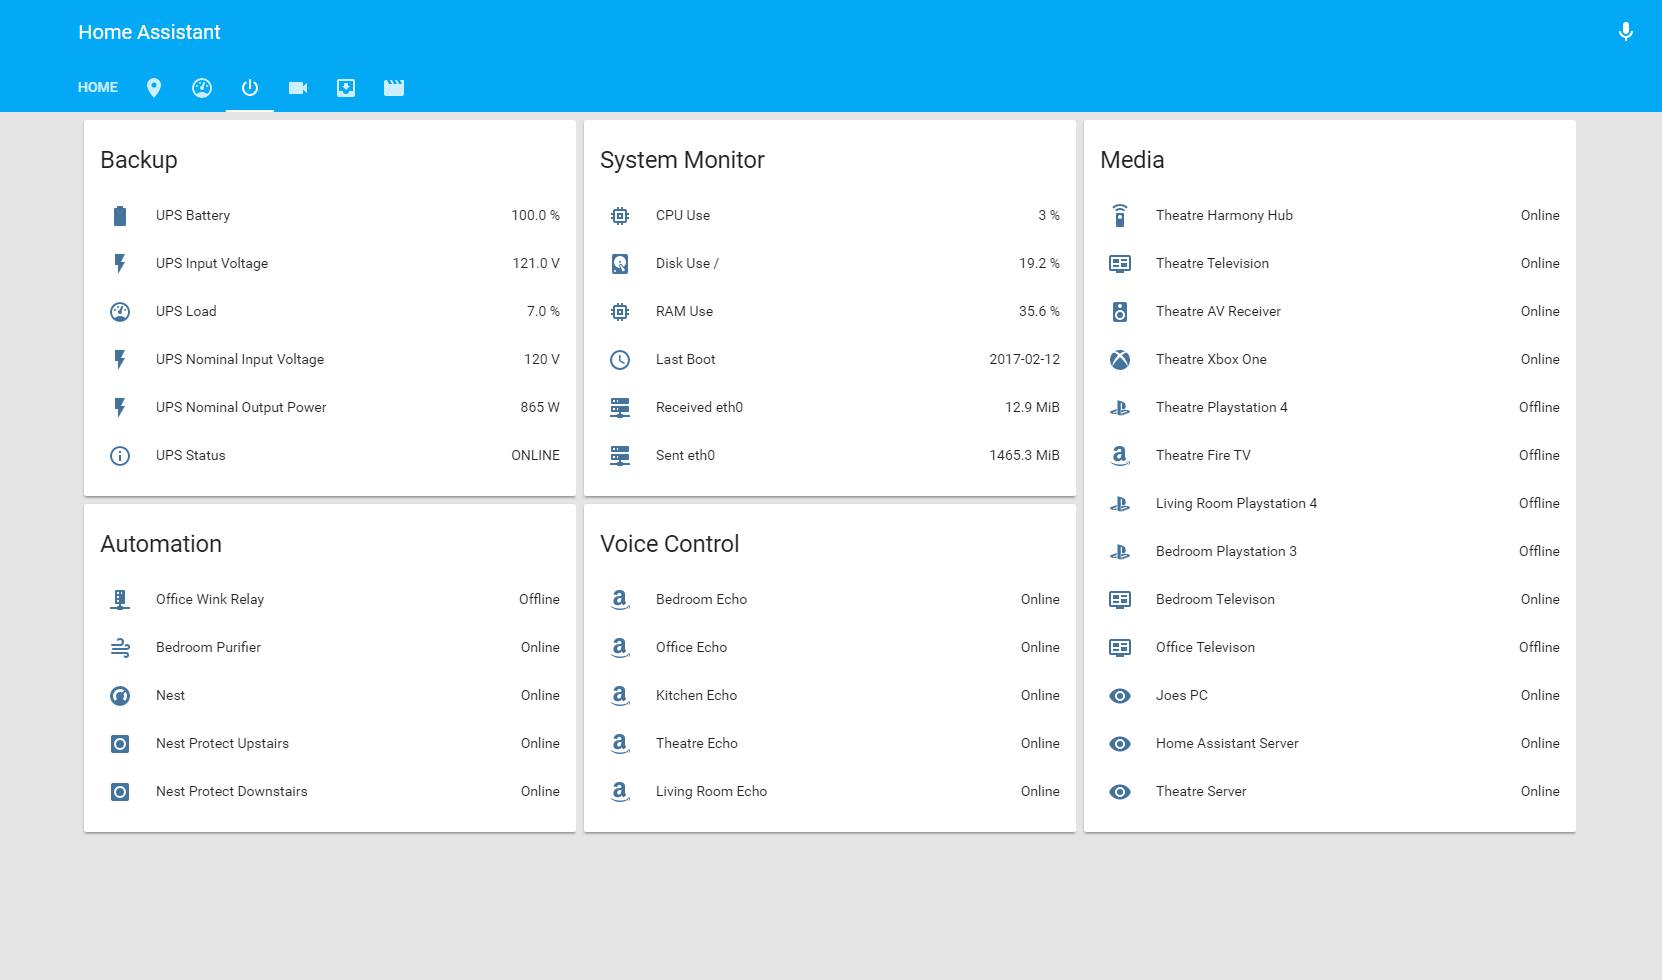 Home Assistant
HOME
Backup
UPS Battery 100.0 %
UPS Input Voltage 121.0 V
UPS Load 7.0 %
UPS Nominal Input Voltage 120 V
UPS Nominal Output Power 865 W
UPS Status ONLINE
System Monitor
CPU Use 3 %
Disk Use / 19.2 %
RAM Use 35.6 %
Last Boot 2017-02-12
Received eth0 12.9 MiB
Sent eth0 1465.3 MiB
Media
Theatre Harmony Hub Online
Theatre Television Online
Theatre AV Receiver Online
Theatre Xbox One Online
Theatre Playstation 4 Offline
Theatre Fire TV Offline
Living Room Playstation 4 Offline
Bedroom Playstation 3 Offline
Bedroom Televison Online
Office Televison Offline
Joes PC Online
Home Assistant Server Online
Theatre Server Online
Automation
Office Wink Relay Offline
Bedroom Purifier Online
Nest Online
Nest Protect Upstairs Online
Nest Protect Downstairs Online
Voice Control
Bedroom Echo Online
Office Echo Online
Kitchen Echo Online
Theatre Echo Online
Living Room Echo Online